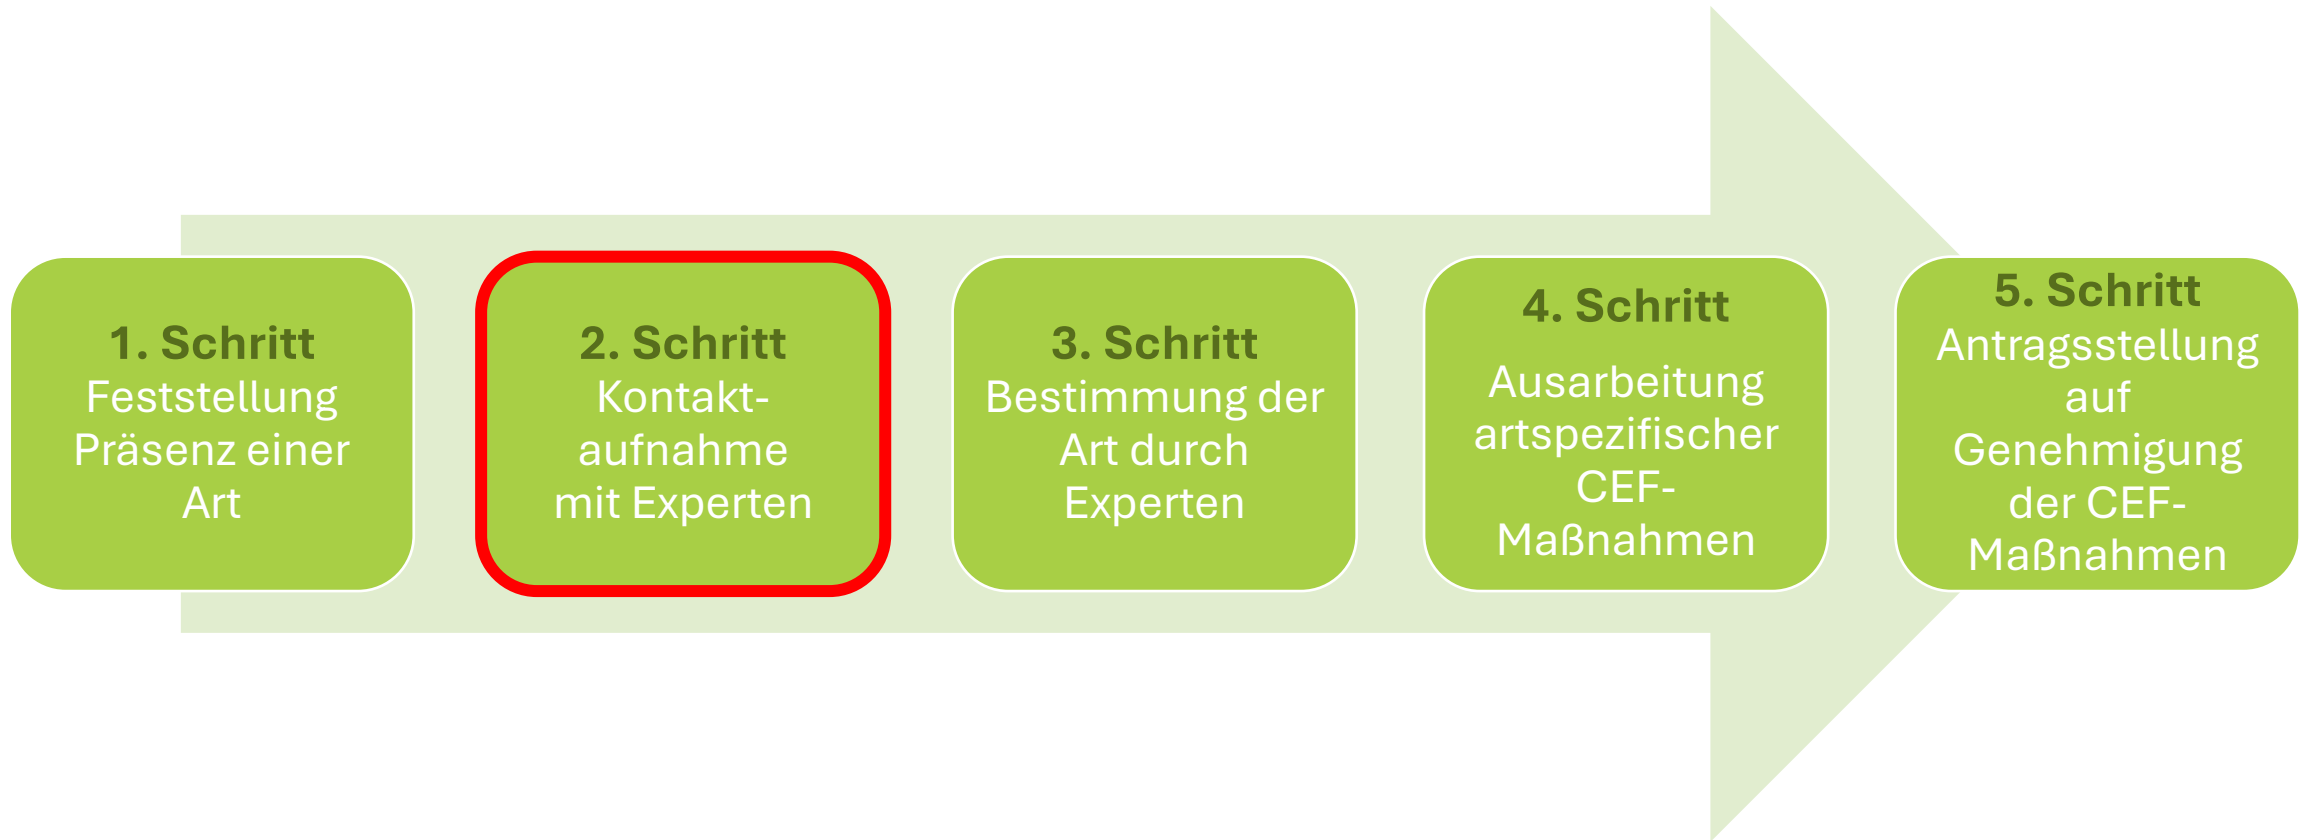 1. Schritt
Feststellung
Präsenz einer
Art
2. Schritt
Kontakt-
aufnahme
mit Experten
3. Schritt
Bestimmung der
Art durch
Experten
4. Schritt
Ausarbeitung
artspezifischer
CEF-
Maßnahmen
5. Schritt
Antragsstellung
auf
Genehmigung
der CEF-
Maßnahmen